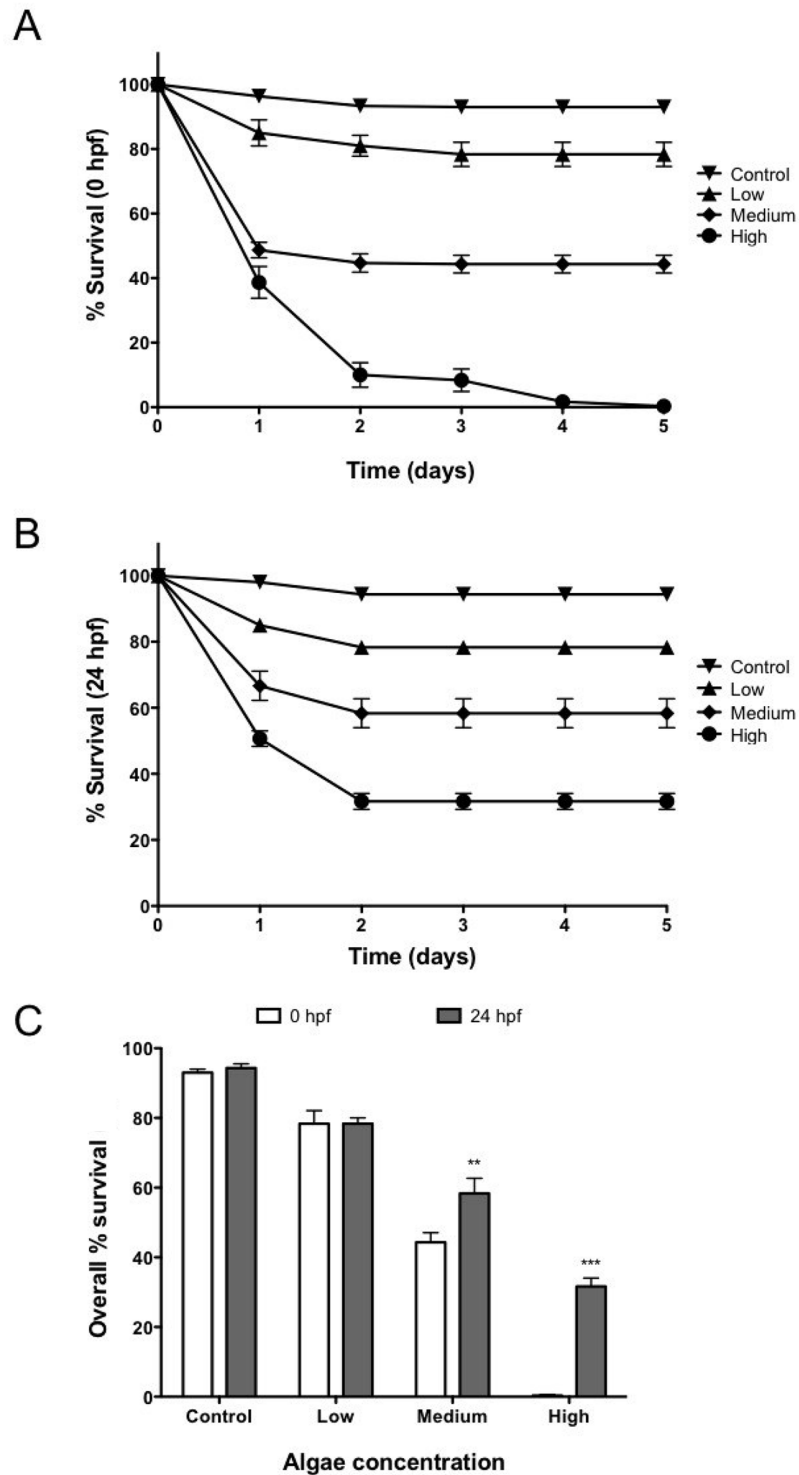 A
% Survival (0 hpf)
100
80
60
40
20
0
0 1 2 3 4 5
Time (days)
Control
Low
Medium
High
B
% Survival (24 hpf)
100
80
60
40
20
0
0 1 2 3 4 5
Time (days)
Control
Low
Medium
High
C
0 hpf 24 hpf
Overall % survival
100
80
60
40
20
0
**
***
Control Low Medium High
Algae concentration